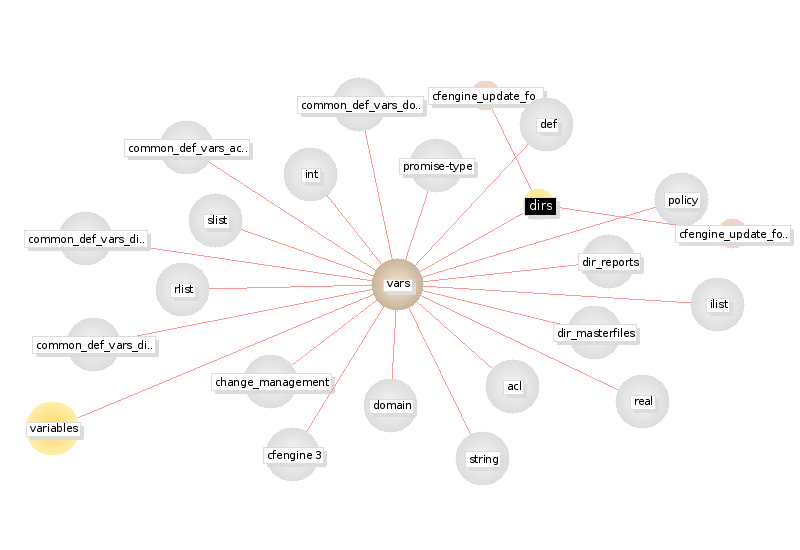 common_def_vars_do..
cfengine_update_fo
def
common_def_vars_ac..
int
promise-type
policy
dirs
slist
cfengine_update_fo..
common_def_vars_di..
dir_reports
rlist
vars
ilist
common_def_vars_di..
dir_masterfiles
change_management
acl
domain
real
variables
cfengine 3
string